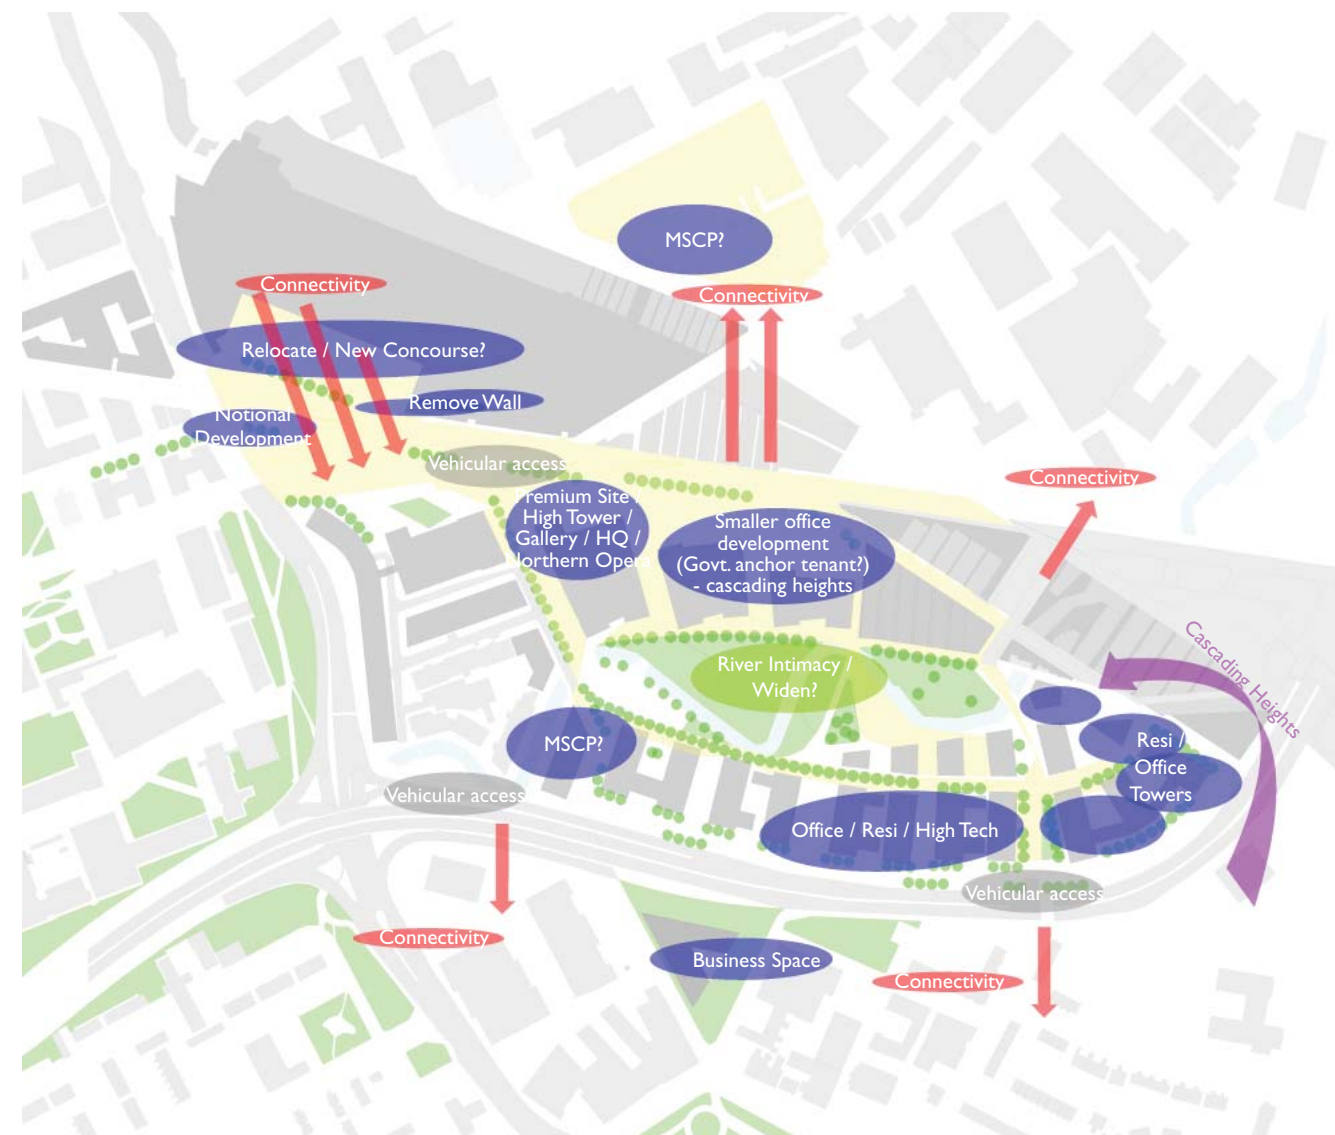 MSCP?
Connectivity
Connectivity
Relocate / New Concourse?
Remove Wall
Notional
Development
Vehicular access
Connectivity
Premium Site /
High Tower /
Gallery / HQ /
Northern Opera
Smaller office
development
(Govt. anchor tenant?)
- cascading heights
Cascading Heights
River Intimacy /
Widen?
MSCP?
Resi /
Office
Towers
Vehicular access
Office / Resi / High Tech
Vehicular access
Connectivity
Business Space
Connectivity